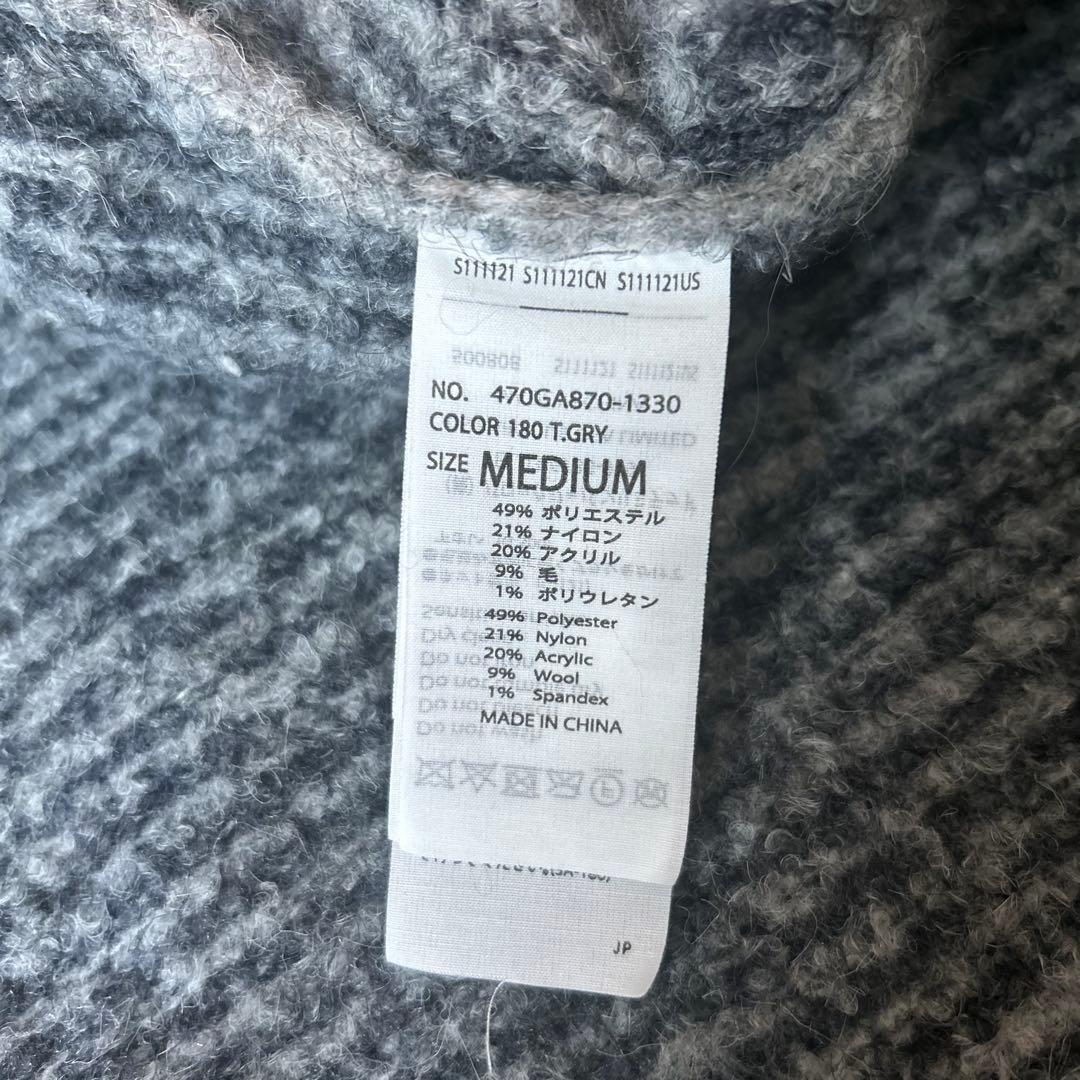 S111121 S111121CN S111121US
NO. 470GA870-1330
COLOR 180 T.GRY
SIZE MEDIUM
49% ポリエステル
21% ナイロン
20% アクリル
9% 毛
1% ポリウレタン
49% Polyester
21% Nylon
20% Acrylic
9% Wool
1% Spandex
MADE IN CHINA
JP